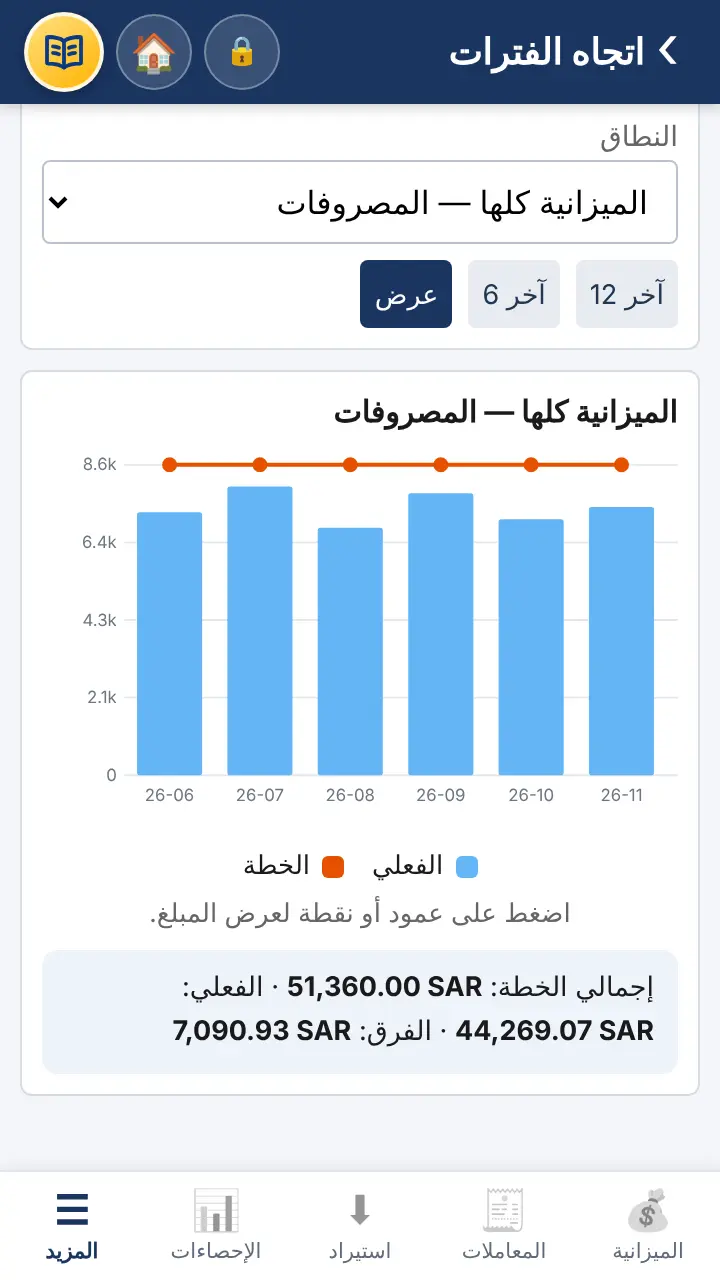 اتجاه الفترات
النطاق
الميزانية كلها — المصروفات
آخر 12
آخر 6
عرض
الميزانية كلها — المصروفات
8.6k
6.4k
4.3k
2.1k
0
26-06 26-07 26-08 26-09 26-10 26-11
الفعلي الخطة
اضغط على عمود أو نقطة لعرض المبلغ.
إجمالي الخطة: 51,360.00 SAR · الفعلي:
44,269.07 SAR · الفرق: 7,090.93 SAR
الميزانية
المعاملات
استيراد
الإحصاءات
المزيد